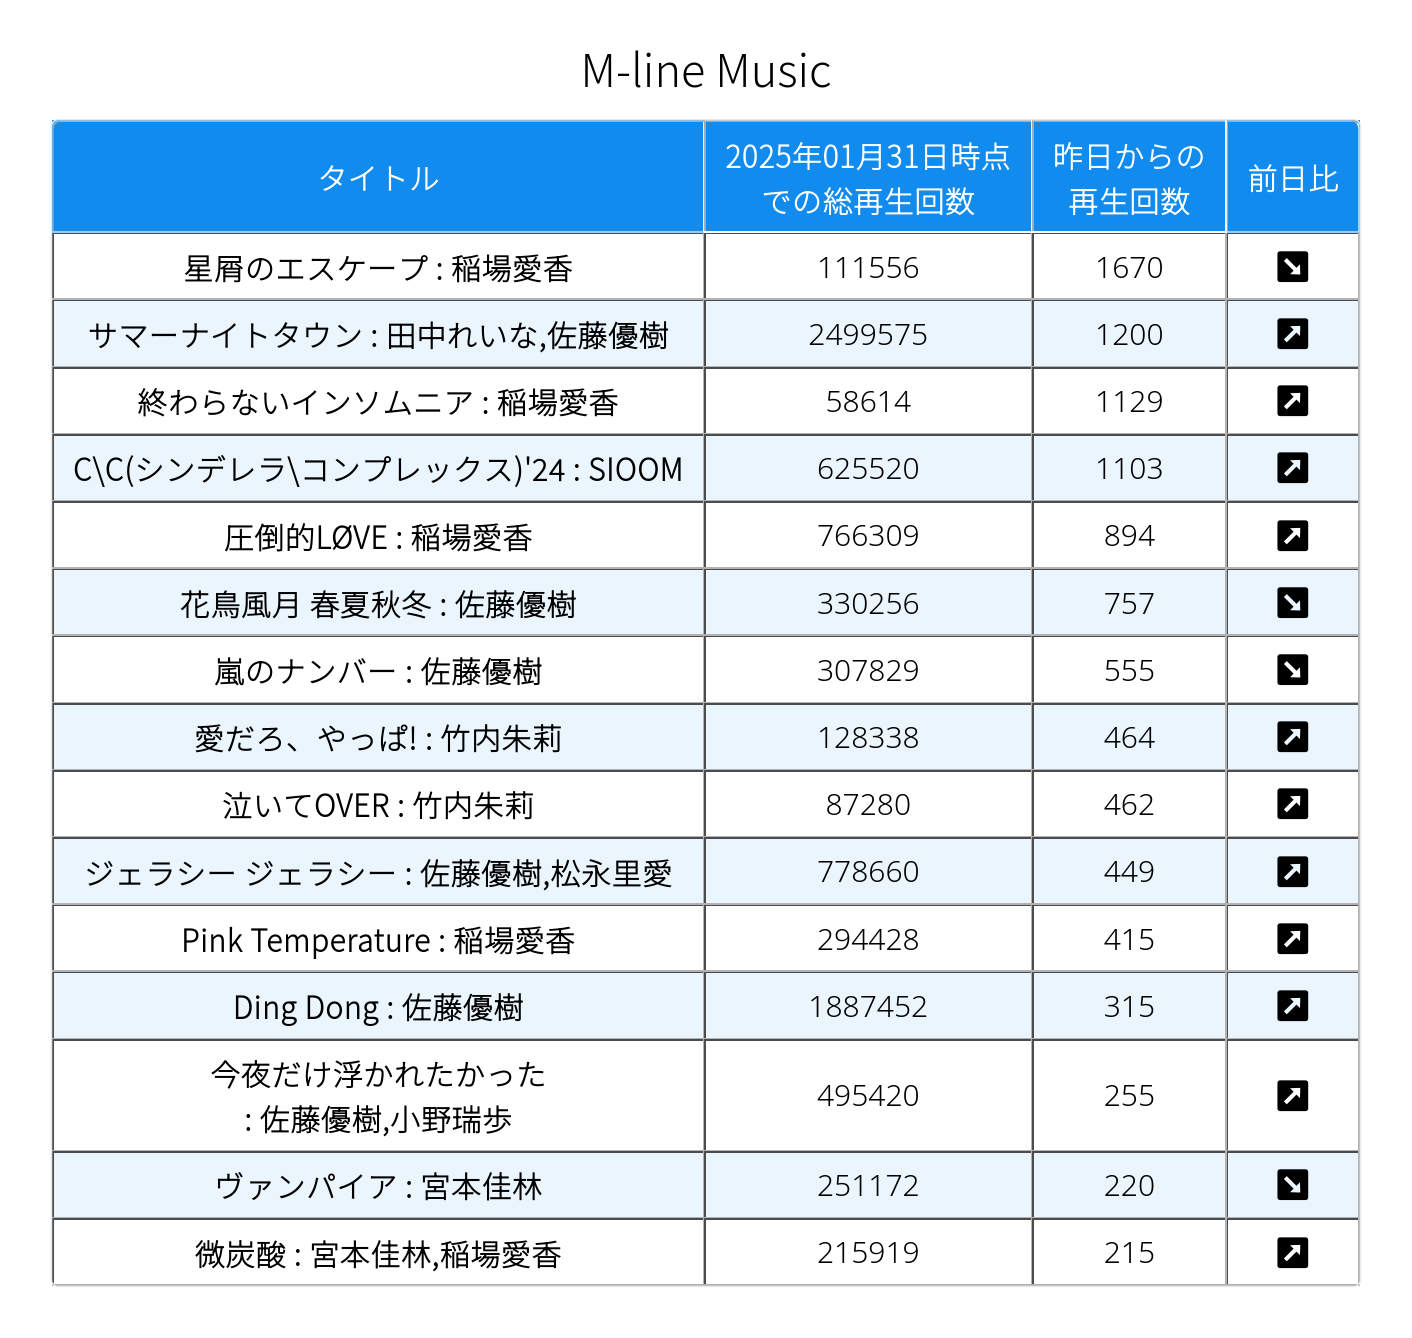 M-line Music
タイトル
2025年01月31日時点
での総再生回数
昨日からの
再生回数
前日比
星屑のエスケープ : 稲場愛香 111556 1670
サマーナイトタウン : 田中れいな,佐藤優樹 2499575 1200
終わらないインソムニア : 稲場愛香 58614 1129
C\C(シンデレラ\コンプレックス)'24 : SIOOM 625520 1103
圧倒的LØVE : 稲場愛香 766309 894
花鳥風月 春夏秋冬 : 佐藤優樹 330256 757
嵐のナンバー : 佐藤優樹 307829 555
愛だろ、やっぱ! : 竹内朱莉 128338 464
泣いてOVER : 竹内朱莉 87280 462
ジェラシー ジェラシー : 佐藤優樹,松永里愛 778660 449
Pink Temperature : 稲場愛香 294428 415
Ding Dong : 佐藤優樹 1887452 315
今夜だけ浮かれたかった
: 佐藤優樹,小野瑞歩 495420 255
ヴァンパイア : 宮本佳林 251172 220
微炭酸 : 宮本佳林,稲場愛香 215919 215